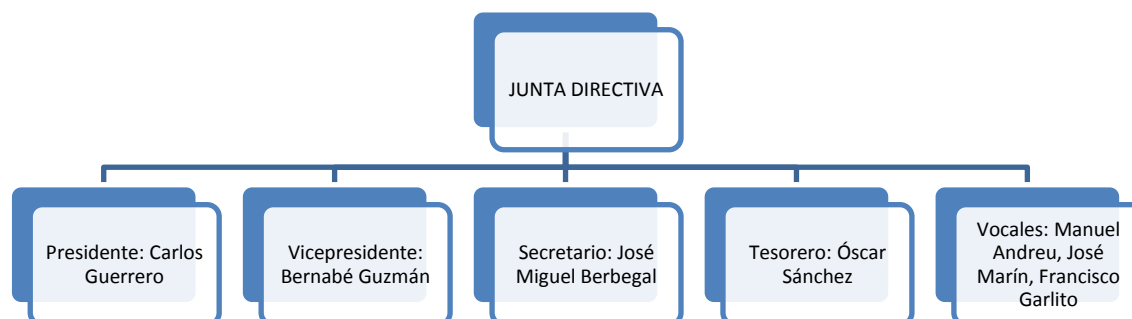 JUNTA DIRECTIVA
Presidente: Carlos
Guerrero
Vicepresidente:
Bernabé Guzmán
Secretario: José
Miguel Berbegal
Tesorero: Óscar
Sánchez
Vocales: Manuel
Andreu, José
Marín, Francisco
Garlito